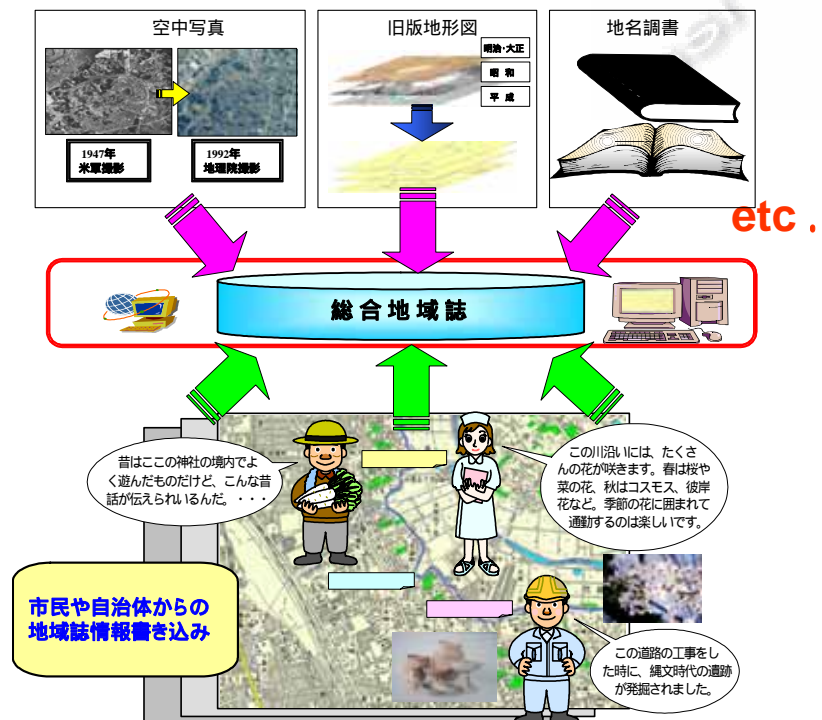 空中写真
旧版地形図
地名調書
明治・大正
昭 和
平 成
1947年
米軍撮影
1992年
地理院撮影
etc .
総 合 地 域 誌
昔はここの神社の境内でよ
く遊んだものだけど、こんな昔
話が伝えられいるんだ。・・・
この川沿いには、たくさ
んの花が咲きます。春は桜や
菜の花、秋はコスモス、彼岸
花など。季節の花に囲まれて
通勤するのは楽しいです。
市民や自治体からの
地域誌情報書き込み
この道路の工事をし
た時に、縄文時代の遺跡
が発掘されました。